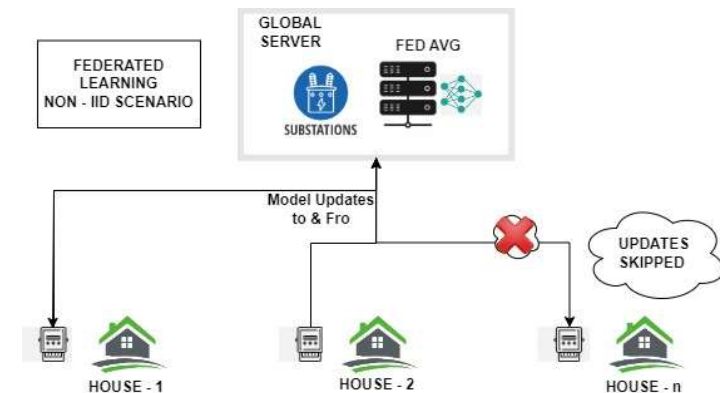 GLOBAL
SERVER
FED AVG
FEDERATED
LEARNING
NON - IID SCENARIO
SUBSTATIONS
Model Updates
to & Fro
UPDATES
SKIPPED
HOUSE - 1
HOUSE - 2
HOUSE - n